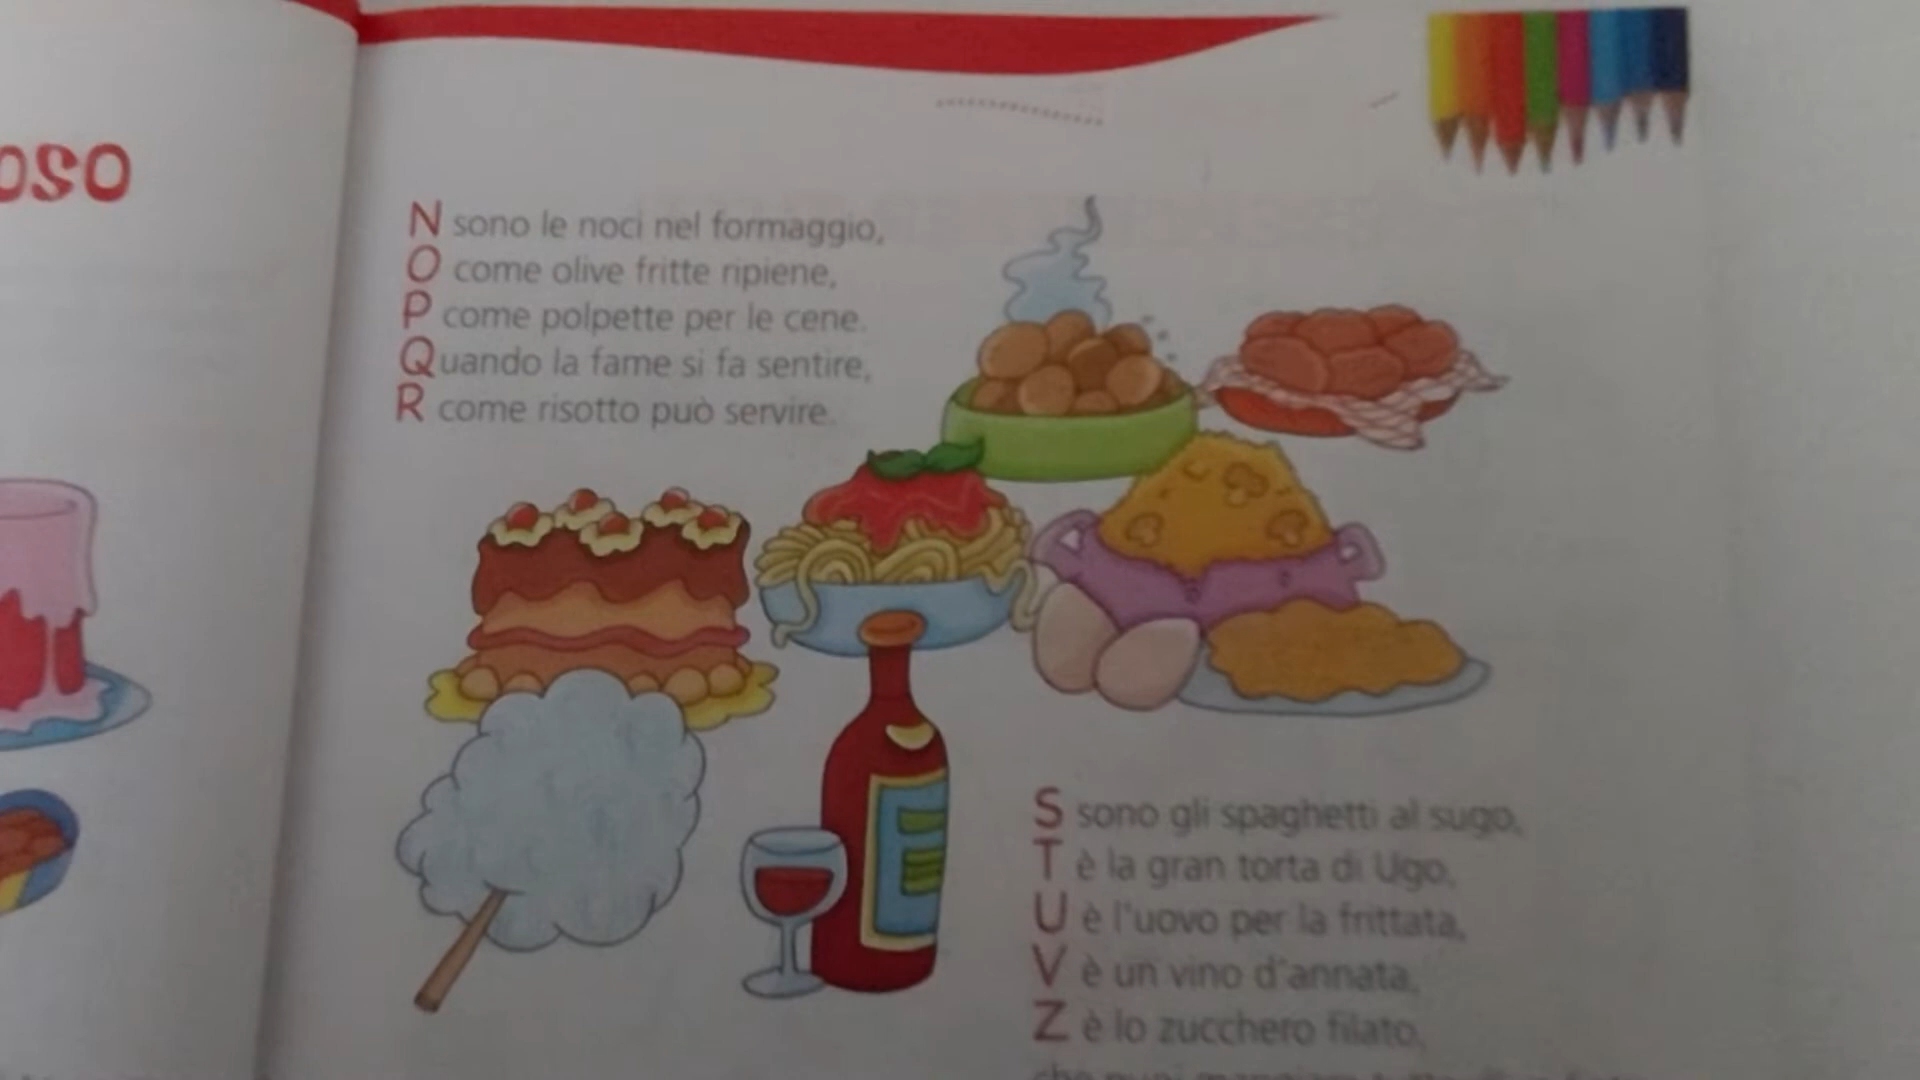 oso
N sono le noci nel formaggio,
O come olive fritte ripiene,
P come polpette per le cene.
Quando la fame si fa sentire,
R come risotto può servire.
S sono gli spaghetti al sugo,
T è la gran torta di Ugo,
U è l'uovo per la frittata,
V è un vino d'annata,
Z è lo zucchero filato,
che puoi